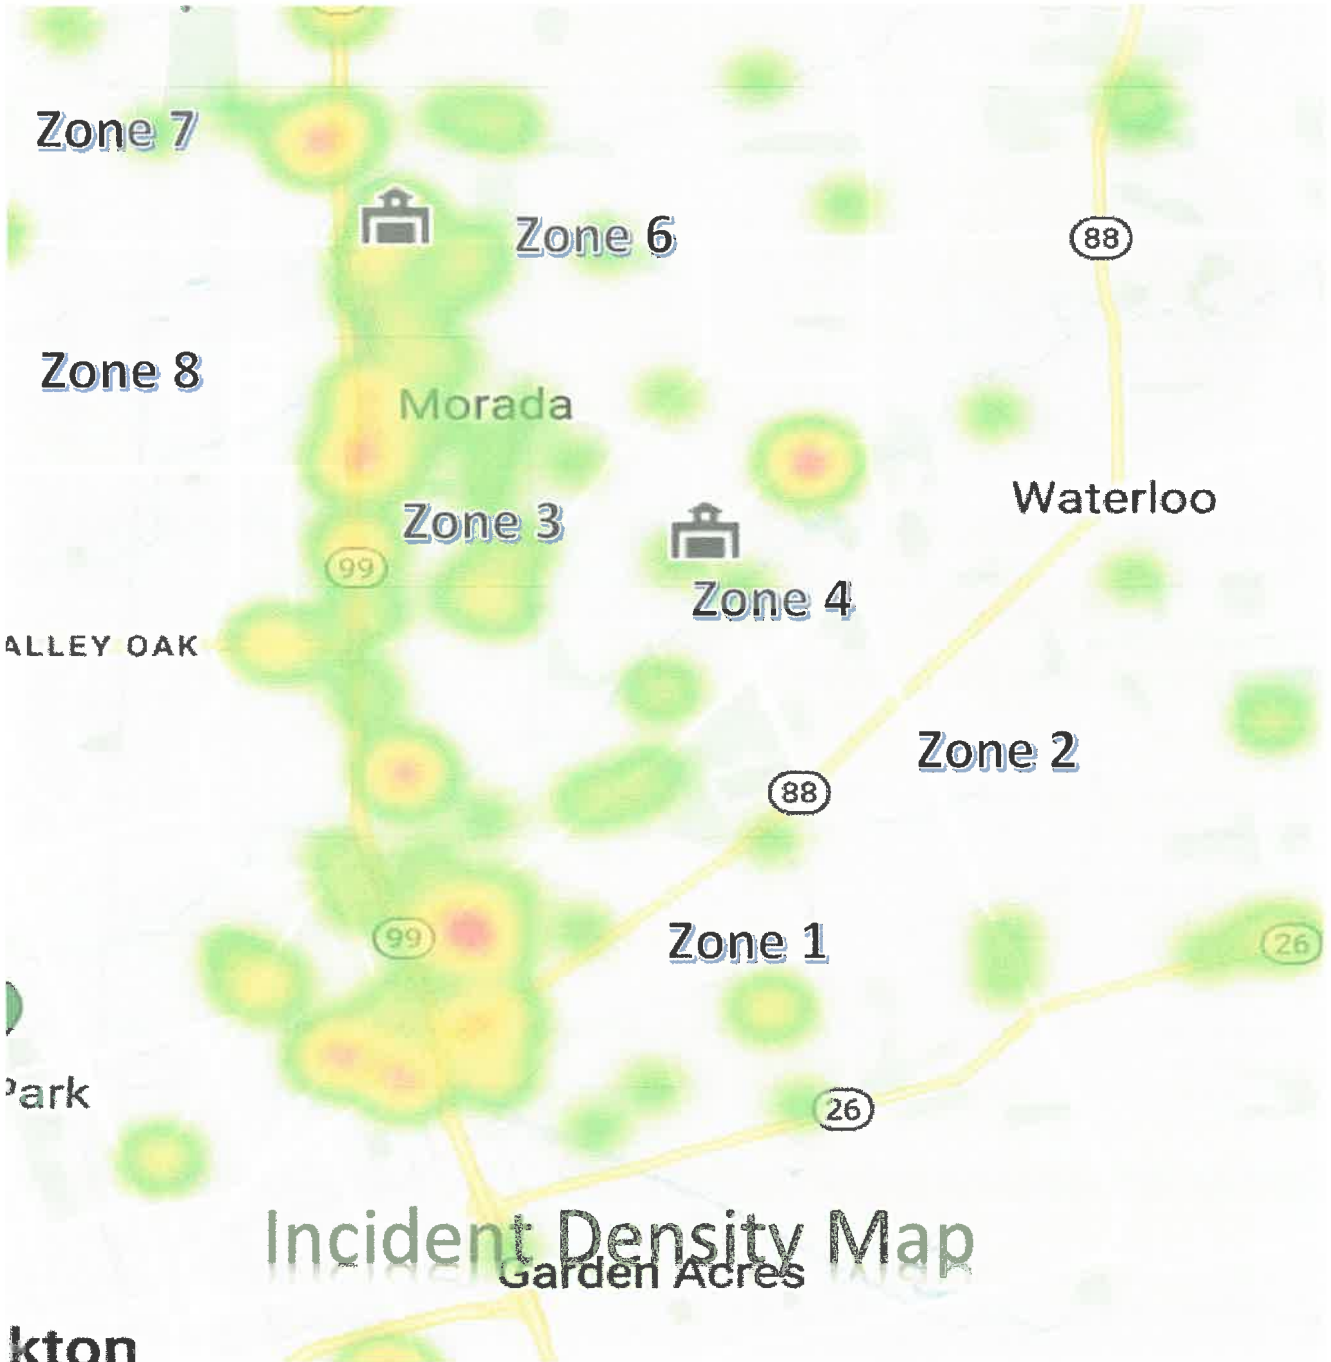 Zone 7
Zone 6
88
Zone 8
Morada
Waterloo
Zone 3
99
Zone 4
ALLEY OAK
Zone 2
88
99
Zone 1
26
Park
26
Incident Density Map
Garden Acres
kton